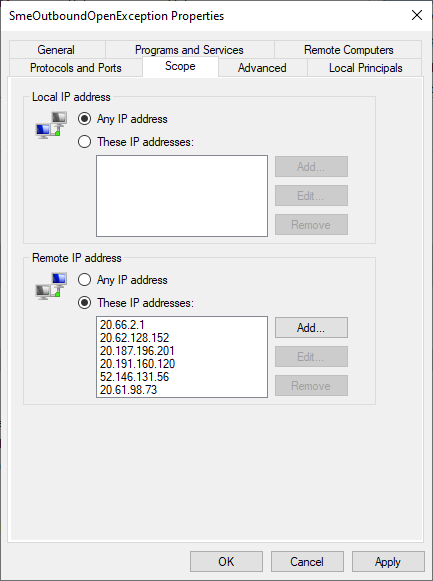 SmeOutboundOpenException Properties
General
Programs and Services
Remote Computers
Protocols and Ports
Scope
Advanced
Local Principals
Local IP address
Any IP address
These IP addresses:
Add...
Edit...
Remove
Remote IP address
Any IP address
These IP addresses:
20.66.2.1
20.62.128.152
20.187.196.201
20.191.160.120
52.146.131.56
20.61.98.73
Add...
Edit...
Remove
OK
Cancel
Apply